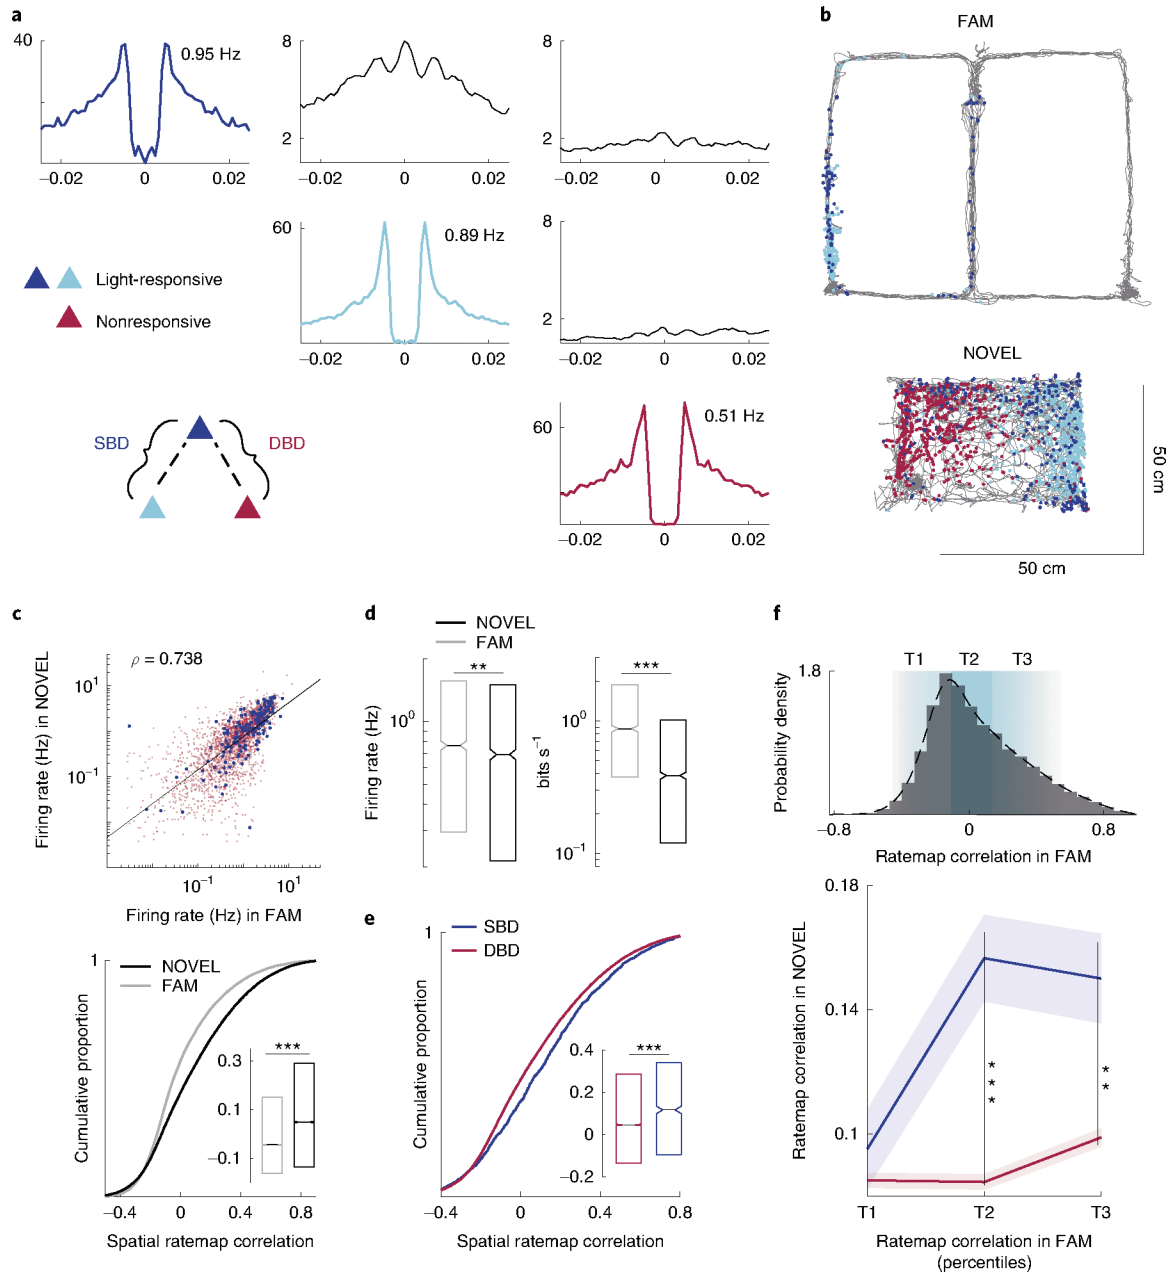 a
40
0.95 Hz
−0.02
0
0.02
8
2
−0.02
0
0.02
8
2
−0.02
0
0.02
60
0.89 Hz
−0.02
0
0.02
8
2
−0.02
0
0.02
Light-responsive
Nonresponsive
SBD
DBD
60
0.51 Hz
−0.02
0
0.02
b
FAM
NOVEL
50 cm
50 cm
c
ρ = 0.738
Firing rate (Hz) in NOVEL
10¹
10⁻¹
10⁻¹
10¹
Firing rate (Hz) in FAM
NOVEL
FAM
Cumulative proportion
1
***
0.3
0.1
−0.1
−0.4
0
0.4
0.8
Spatial ratemap correlation
d
NOVEL
FAM
**
Firing rate (Hz)
10⁰
***
bits s⁻¹
10⁰
10⁻¹
e
SBD
DBD
Cumulative proportion
1
***
0.4
0.2
0
−0.2
−0.4
0
0.4
0.8
Spatial ratemap correlation
f
T1
T2
T3
1.8
Probability density
−0.8
0
0.8
Ratemap correlation in FAM
Ratemap correlation in NOVEL
0.18
0.14
0.1
***
**
T1
T2
T3
Ratemap correlation in FAM
(percentiles)